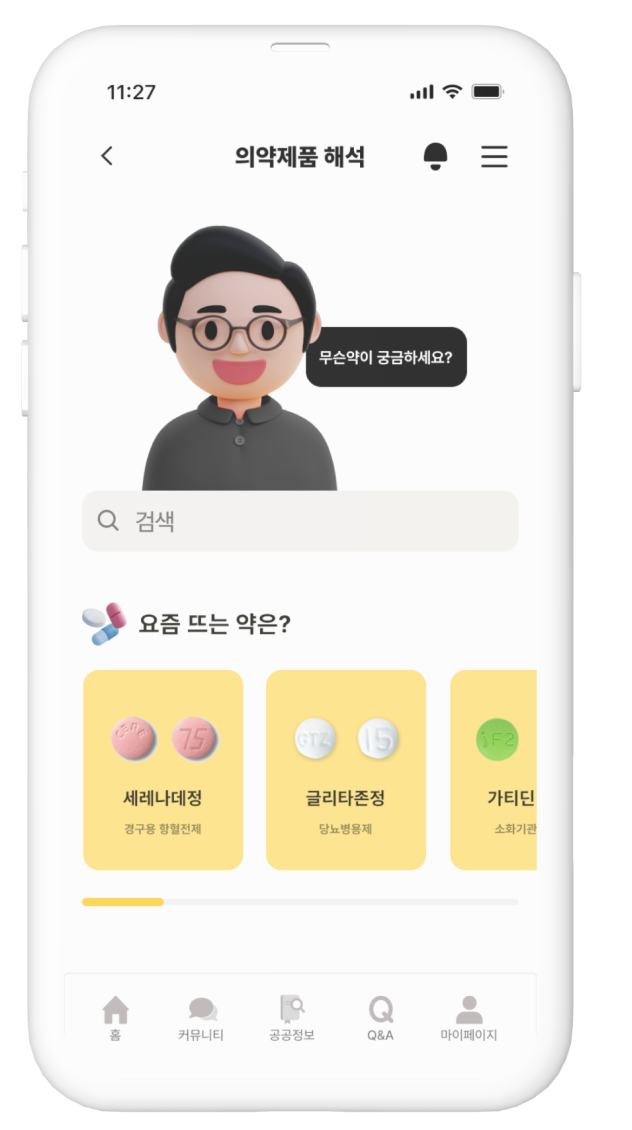 11:27
의약제품 해석
무슨약이 궁금하세요?
검색
요즘 뜨는 약은?
CRNE 75
GTZ 15
iF2
세레나데정
글리타존정
가티딘
경구용 항혈전제
당뇨병용제
소화기관
홈
커뮤니티
공공정보
Q&A
마이페이지